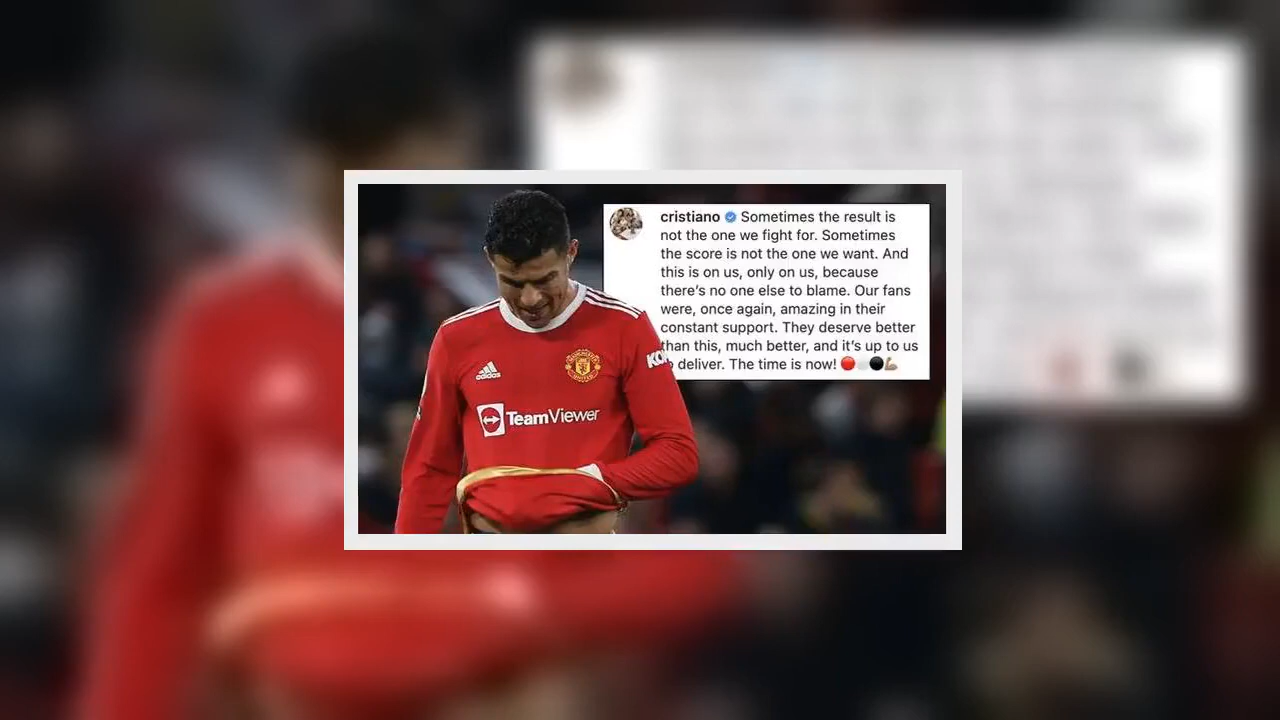 cristiano Sometimes the result is
not the one we fight for. Sometimes
the score is not the one we want. And
this is on us, only on us, because
there's no one else to blame. Our fans
were, once again, amazing in their
constant support. They deserve better
than this, much better, and it's up to us
deliver. The time is now! 🔴⚪⚫💪🏽
adidas
MANCHESTER
UNITED
KO
TeamViewer